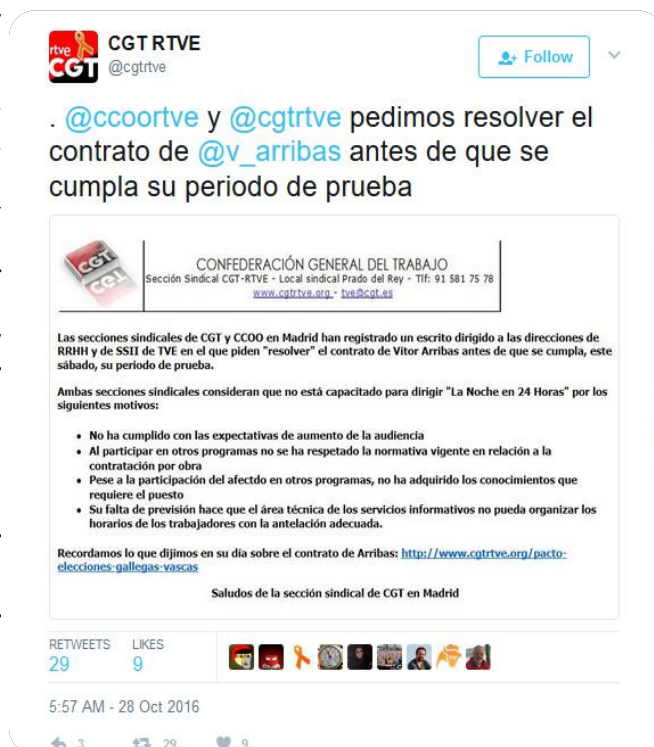 rtve
CGT
CGT RTVE
@cgtrtve
Follow
. @ccoortve y @cgtrtve pedimos resolver el
contrato de @v_arribas antes de que se
cumpla su periodo de prueba
CGT
CGT
CONFEDERACIÓN GENERAL DEL TRABAJO
Sección Sindical CGT-RTVE - Local sindical Prado del Rey - Tlf: 91 581 75 78
www.cgtrtve.org - tve@cgt.es
Las secciones sindicales de CGT y CCOO en Madrid han registrado un escrito dirigido a las direcciones de
RRHH y de SSII de TVE en el que piden "resolver" el contrato de Vítor Arribas antes de que se cumpla, este
sábado, su periodo de prueba.
Ambas secciones sindicales consideran que no está capacitado para dirigir "La Noche en 24 Horas" por los
siguientes motivos:
• No ha cumplido con las expectativas de aumento de la audiencia
• Al participar en otros programas no se ha respetado la normativa vigente en relación a la
contratación por obra
• Pese a la participación del afectdo en otros programas, no ha adquirido los conocimientos que
requiere el puesto
• Su falta de previsión hace que el área técnica de los servicios informativos no pueda organizar los
horarios de los trabajadores con la antelación adecuada.
Recordamos lo que dijimos en su día sobre el contrato de Arribas: http://www.cgtrtve.org/pacto-
elecciones-gallegas-vascas
Saludos de la sección sindical de CGT en Madrid
RETWEETS LIKES
29 9
5:57 AM - 28 Oct 2016
3 29 9